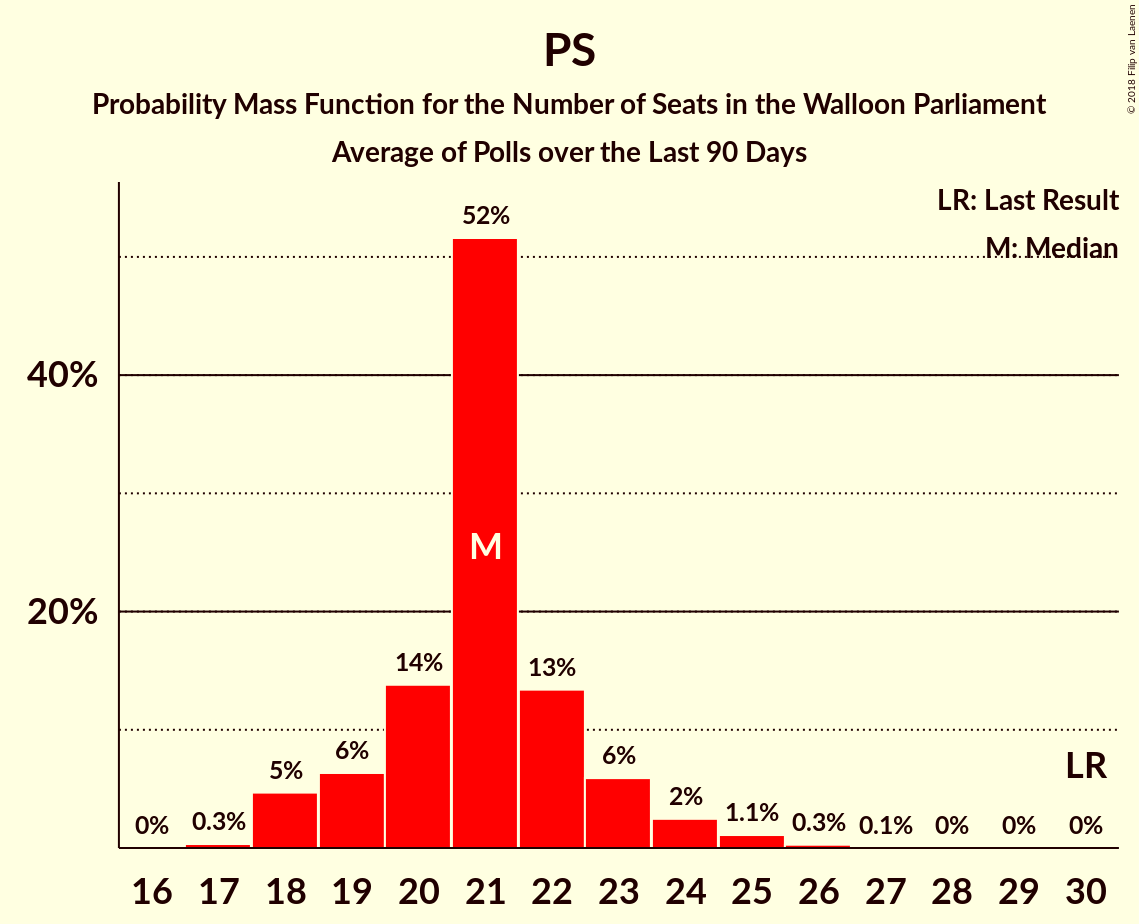 PS
Probability Mass Function for the Number of Seats in the Walloon Parliament
Average of Polls over the Last 90 Days
© 2018 Filip van Laenen
LR: Last Result
M: Median
52%
40%
M
20%
14%
13%
6%
6%
5%
2%
1.1%
0.3%
0.3%
0.1%
0%
0%
0%
0%
LR
16 17 18 19 20 21 22 23 24 25 26 27 28 29 30